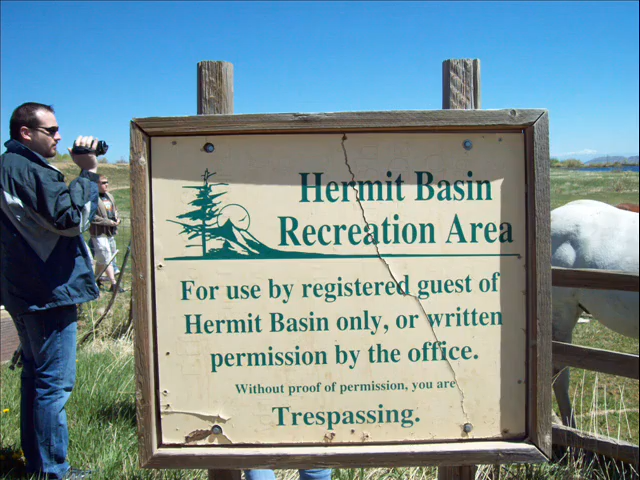 Hermit Basin
Recreation Area
For use by registered guest of
Hermit Basin only, or written
permission by the office.
Without proof of permission, you are
Trespassing.